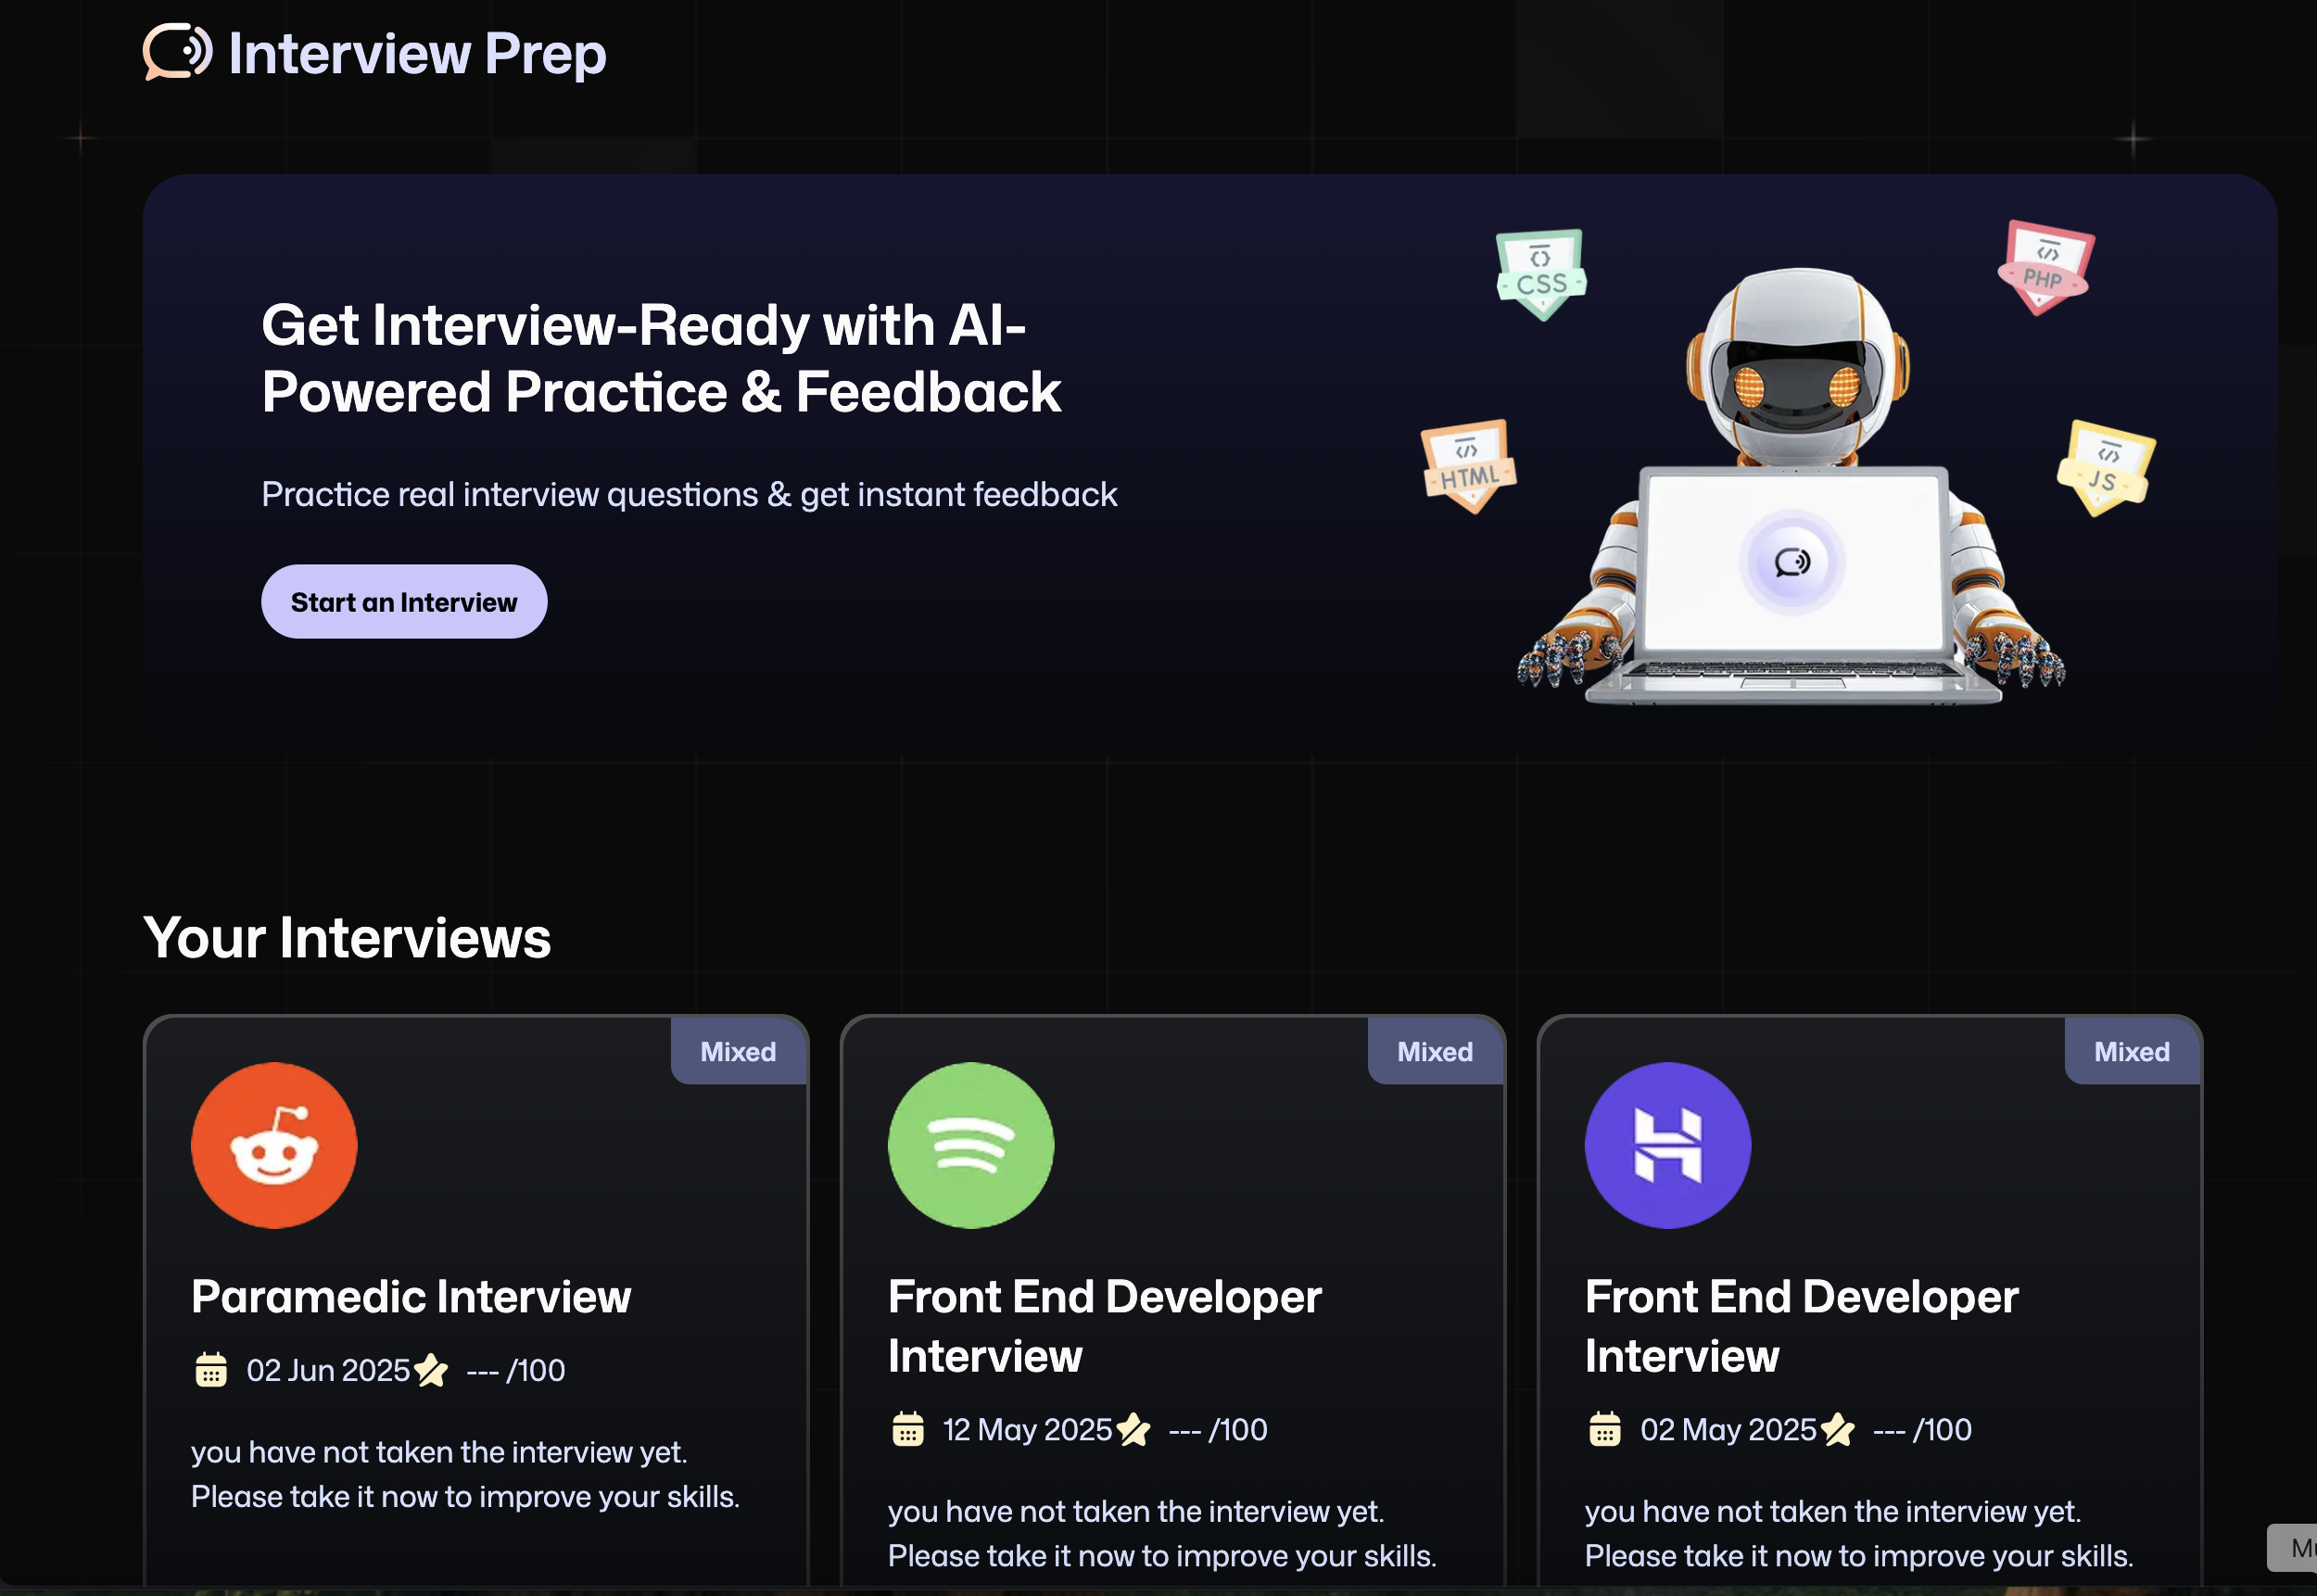 Interview Prep
Get Interview-Ready with AI-
Powered Practice & Feedback
Practice real interview questions & get instant feedback
Start an Interview
CSS
PHP
HTML
JS
Your Interviews
Mixed
Paramedic Interview
02 Jun 2025 --- /100
you have not taken the interview yet.
Please take it now to improve your skills.
Mixed
Front End Developer
Interview
12 May 2025 --- /100
you have not taken the interview yet.
Please take it now to improve your skills.
Mixed
Front End Developer
Interview
02 May 2025 --- /100
you have not taken the interview yet.
Please take it now to improve your skills.